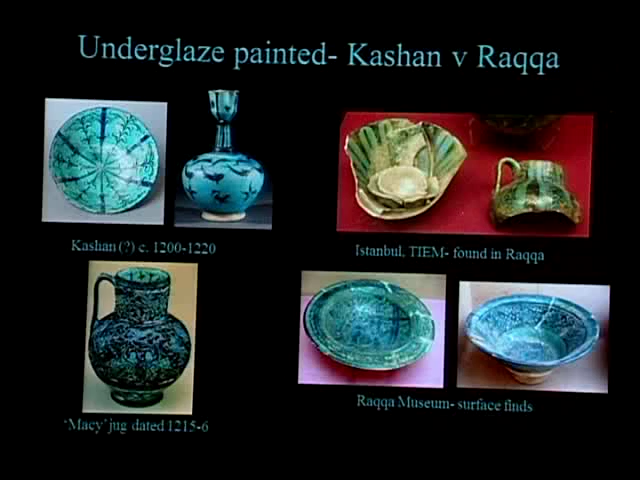 Underglaze painted- Kashan v Raqqa
Kashan (?) c. 1200-1220
Istanbul, TIEM- found in Raqqa
'Macy' jug dated 1215-6
Raqqa Museum- surface finds